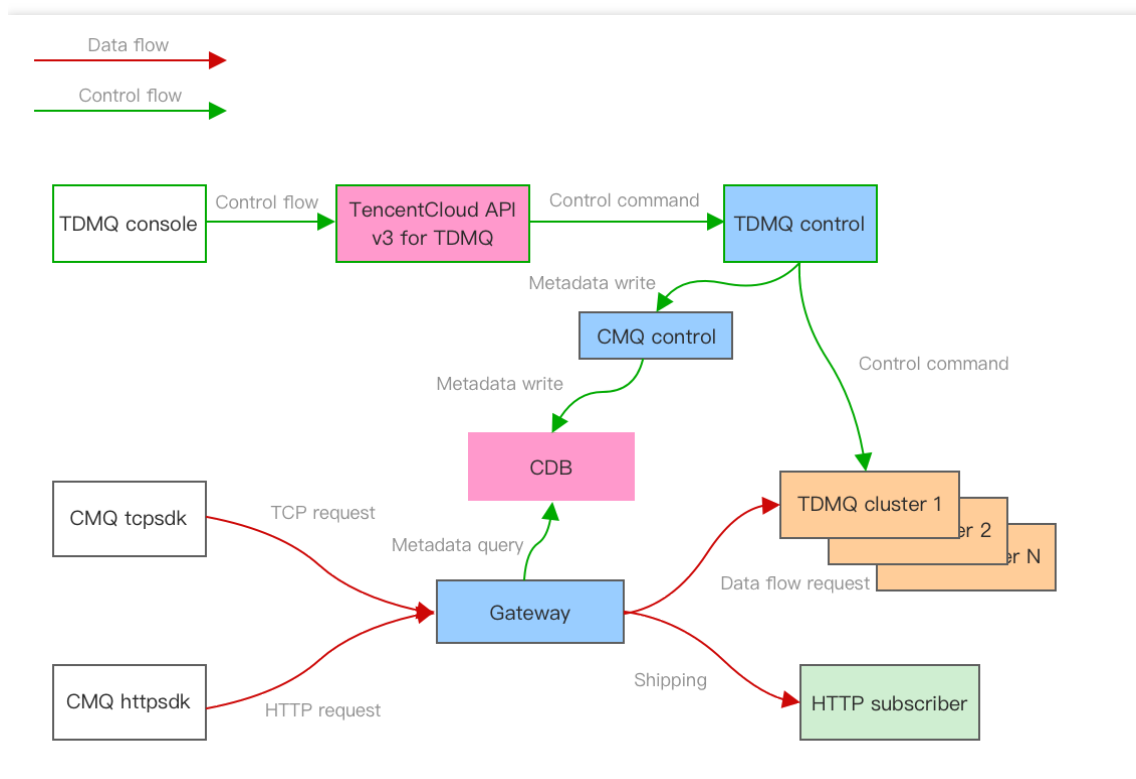 Data flow
Control flow
TDMQ console
Control flow
TencentCloud API
v3 for TDMQ
Control command
TDMQ control
Metadata write
CMQ control
Control command
Metadata write
CDB
CMQ tcpsdk
TCP request
Metadata query
TDMQ cluster 1
er 2
er N
Data flow request
Gateway
CMQ httpsdk
HTTP request
Shipping
HTTP subscriber